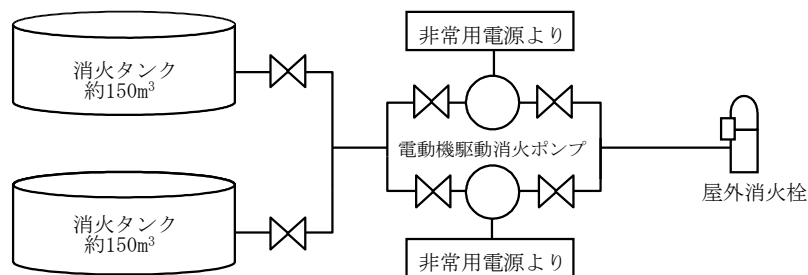 非常用電源より
消火タンク
約150m³
電動機駆動消火ポンプ
屋外消火栓
消火タンク
約150m³
非常用電源より